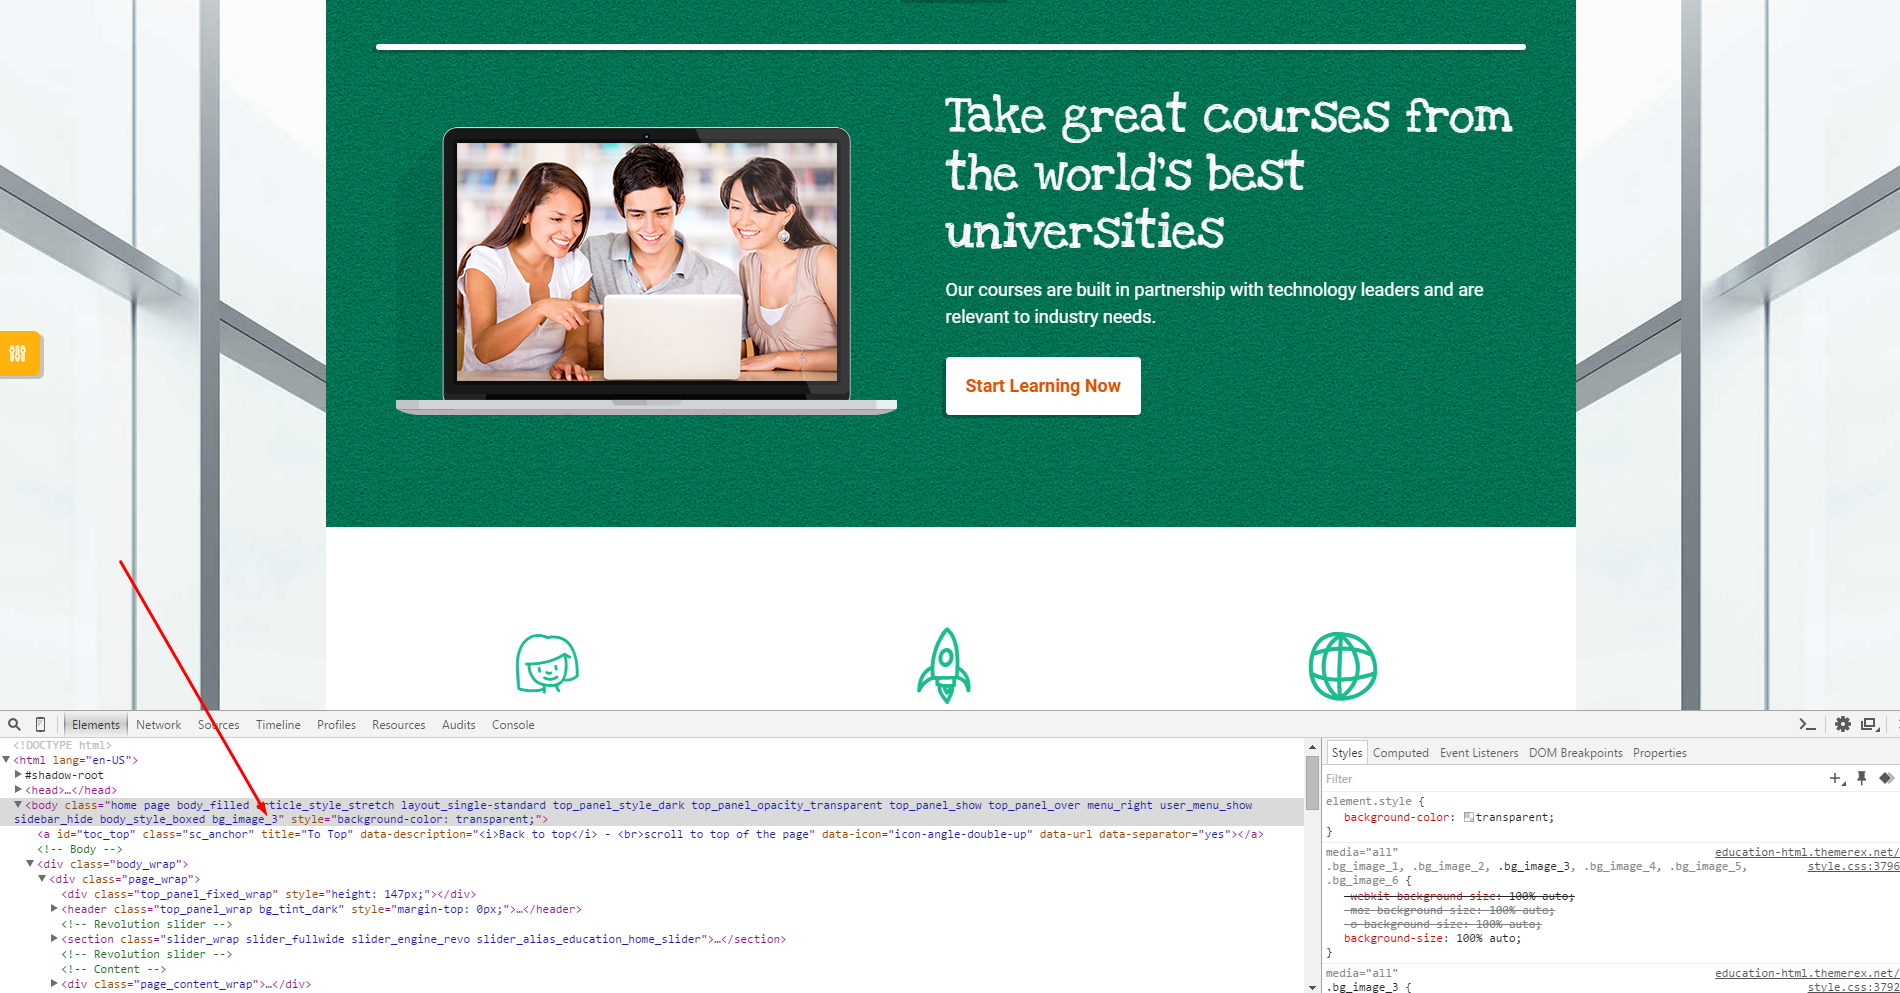 Take great courses from
the world's best
universities
Our courses are built in partnership with technology leaders and are
relevant to industry needs.
Start Learning Now
Elements Network Sources Timeline Profiles Resources Audits Console
<!DOCTYPE html>
<html lang="en-US">
#shadow-root
<head>…</head>
<body class="home page body_filled article_style_stretch layout_single-standard top_panel_style_dark top_panel_opacity_transparent top_panel_show top_panel_over menu_right user_menu_show
sidebar_hide body_style_boxed bg_image_3" style="background-color: transparent;">
<a id="toc_top" class="sc_anchor" title="To Top" data-description="<i>Back to top</i> - <br>scroll to top of the page" data-icon="icon-angle-double-up" data-url data-separator="yes"></a>
<!-- Body -->
<div class="body_wrap">
<div class="page_wrap">
<div class="top_panel_fixed_wrap" style="height: 147px;"></div>
<header class="top_panel_wrap bg_tint_dark" style="margin-top: 0px;">…</header>
<!-- Revolution slider -->
<section class="slider_wrap slider_fullwide slider_engine_revo slider_alias_education_home_slider">…</section>
<!-- Revolution slider -->
<!-- Content -->
<div class="page_content_wrap">…</div>
Styles Computed Event Listeners DOM Breakpoints Properties
Filter
element.style {
background-color: transparent;
}
media="all" education-html.themerex.net/
.bg_image_1, .bg_image_2, .bg_image_3, .bg_image_4, .bg_image_5, style.css:3796
.bg_image_6 {
-webkit-background-size: 100% auto;
-moz-background-size: 100% auto;
-o-background-size: 100% auto;
background-size: 100% auto;
}
media="all" education-html.themerex.net/
.bg_image_3 { style.css:3792